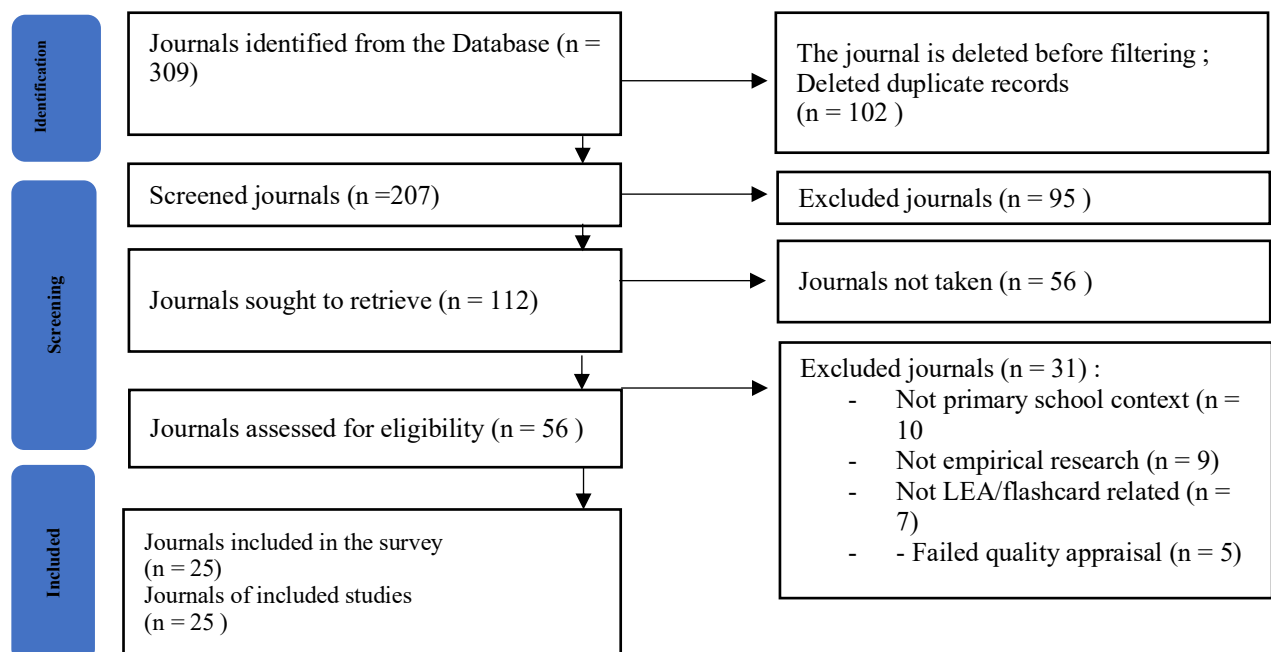 Identification
Journals identified from the Database (n =
309)
The journal is deleted before filtering ;
Deleted duplicate records
(n = 102 )
Screening
Screened journals (n =207)
Excluded journals (n = 95 )
Journals sought to retrieve (n = 112)
Journals not taken (n = 56 )
Journals assessed for eligibility (n = 56 )
Excluded journals (n = 31) :
- Not primary school context (n =
10
- Not empirical research (n = 9)
- Not LEA/flashcard related (n =
7)
- - Failed quality appraisal (n = 5)
Included
Journals included in the survey
(n = 25)
Journals of included studies
(n = 25 )